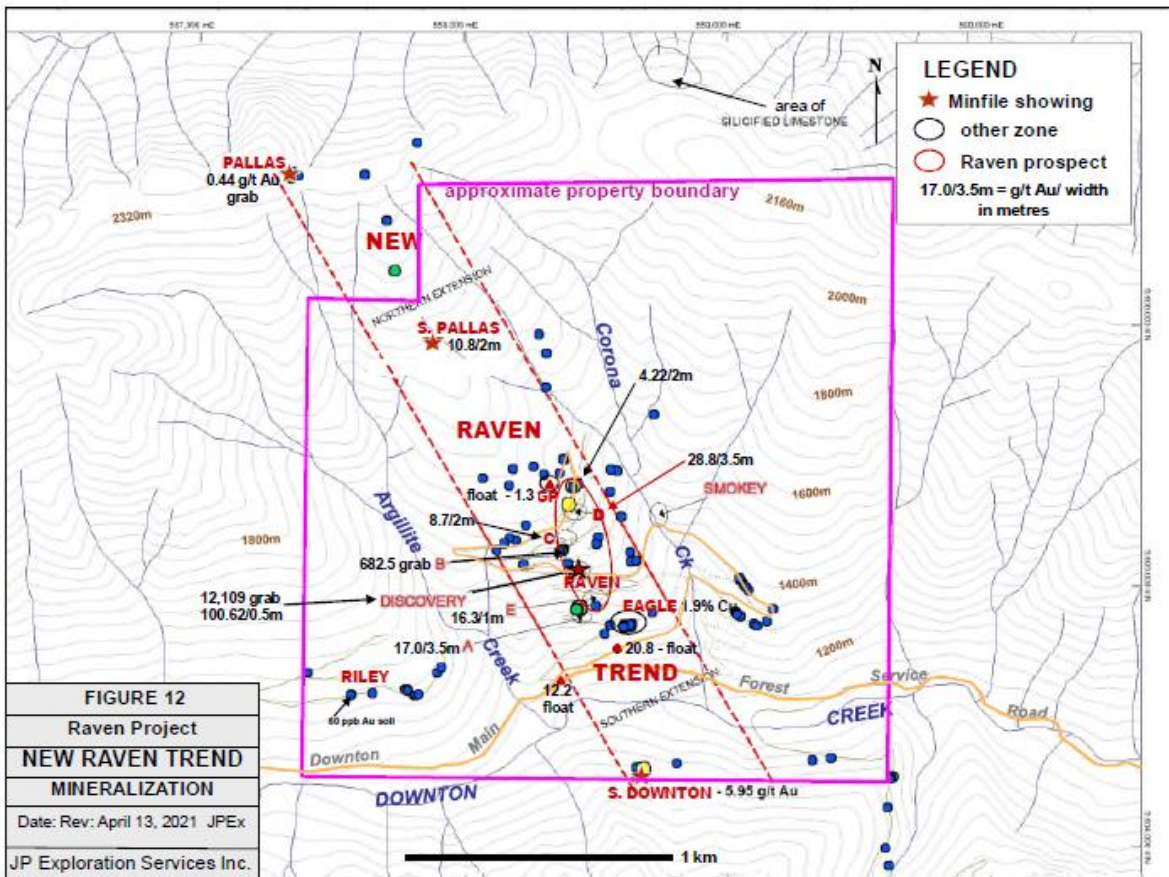 558,000 mE
LEGEND
Minfile showing
other zone
Raven prospect
17.0/3.5m = g/t Au/ width
in metres
N
area of
SILICIFIED LIMESTONE
PALLAS
0.44 g/t Au
grab
approximate property boundary
2320m
2160m
NEW
NORTHERN EXTENSION
2000m
S. PALLAS
10.8/2m
Corona
4.22/2m
1800m
RAVEN
28.8/3.5m
SMOKEY
float - 1.3 GP
1600m
Argillite
D
8.7/2m
C
1800m
682.5 grab B
Ck
RAVEN
1400m
12,109 grab
100.62/0.5m
DISCOVERY
E
16.3/1m
EAGLE 1.9% Cu
17.0/3.5m A
20.8 - float
1200m
Creek
TREND
RILEY
12.2
float
SOUTHERN EXTENSION
Forest
Service
Road
CREEK
60 ppb Au soil
Main
Downton
DOWNTON
S. DOWNTON - 5.95 g/t Au
1 km
FIGURE 12
Raven Project
NEW RAVEN TREND
MINERALIZATION
Date: Rev: April 13, 2021 JPEx
JP Exploration Services Inc.